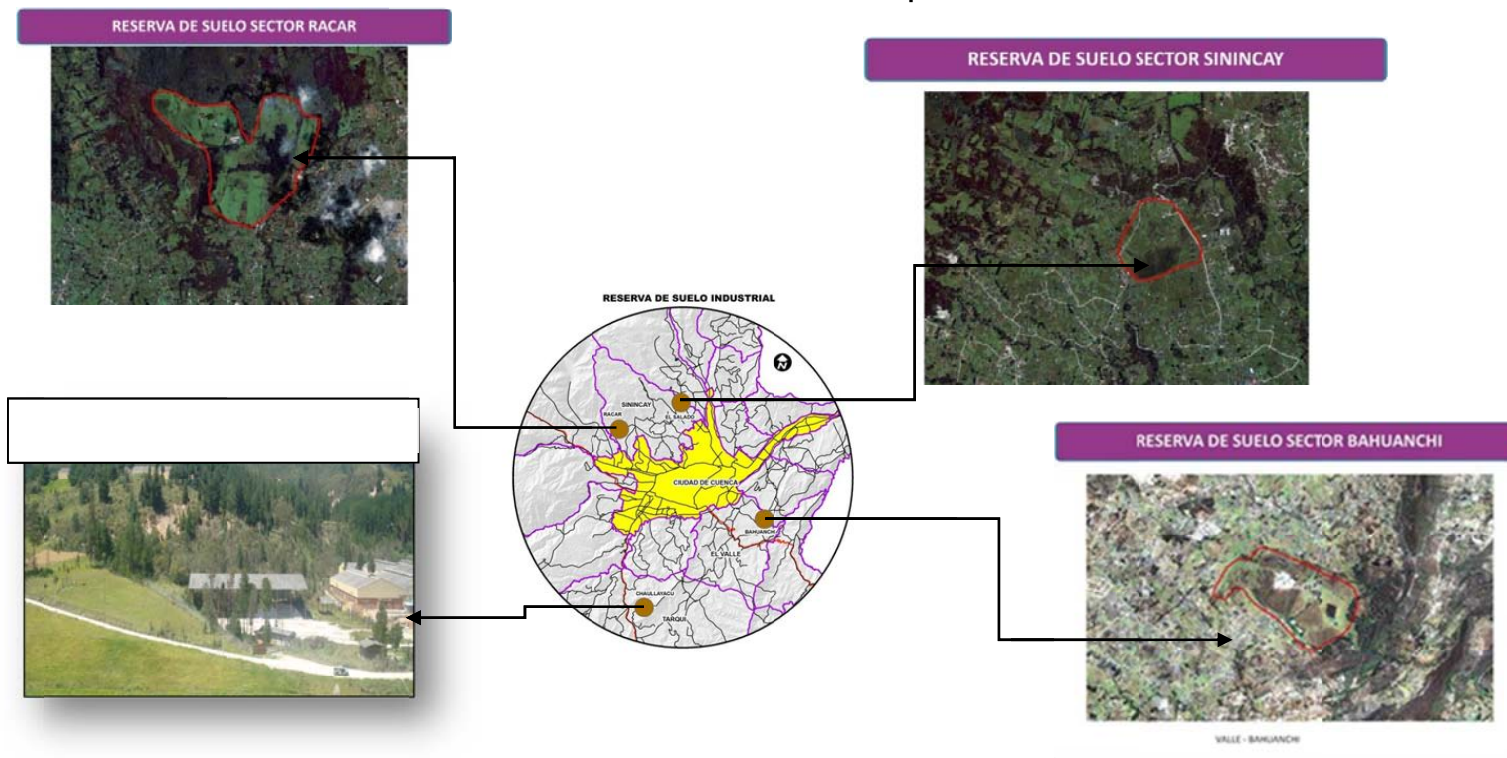 RESERVA DE SUELO SECTOR RACAR
RESERVA DE SUELO SECTOR SININCAY
RESERVA DE SUELO INDUSTRIAL
SININCAY
RACAR
EL SALADO
CIUDAD DE CUENCA
BAHUANCHI
EL VALLE
CHAULLAYACU
TARQUI
RESERVA DE SUELO SECTOR BAHUANCHI
VALLE - BAHUANCHI